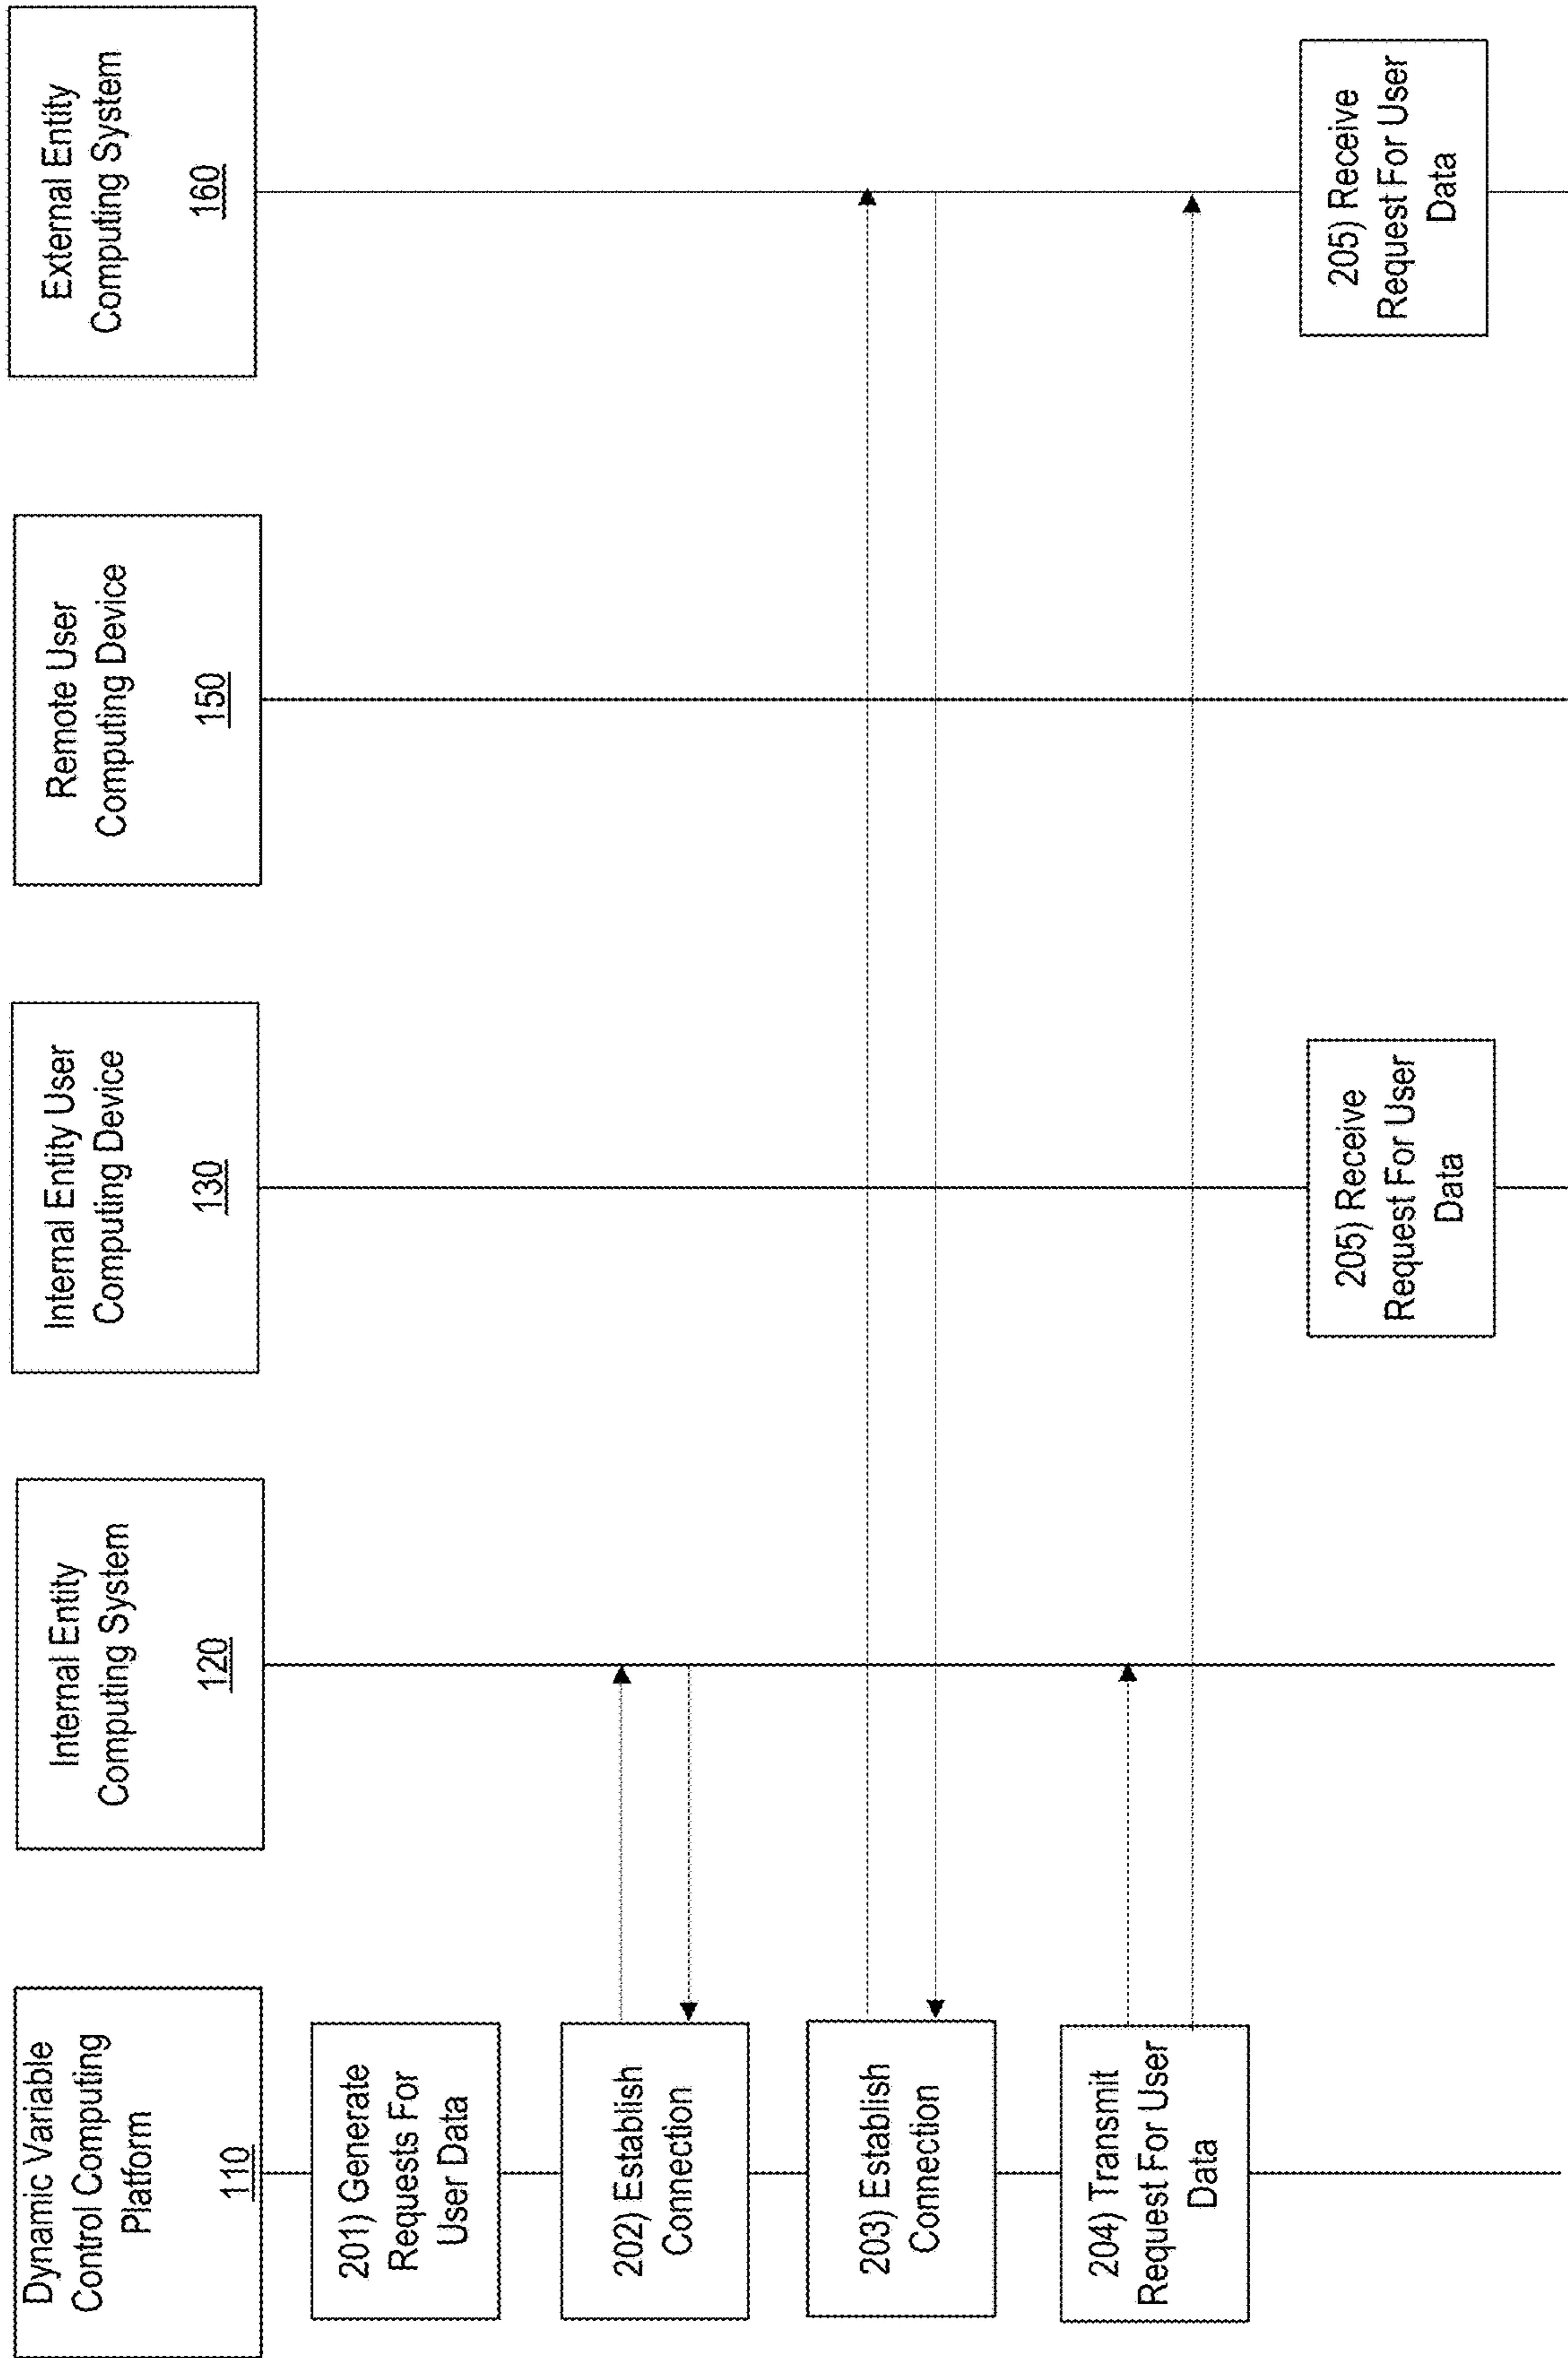 Dynamic Variable
Control Computing
Platform
110
Internal Entity
Computing System
120
Internal Entity User
Computing Device
130
Remote User
Computing Device
150
External Entity
Computing System
160
201) Generate
Requests For
User Data
202) Establish
Connection
203) Establish
Connection
204) Transmit
Request For User
Data
205) Receive
Request For User
Data
205) Receive
Request For User
Data